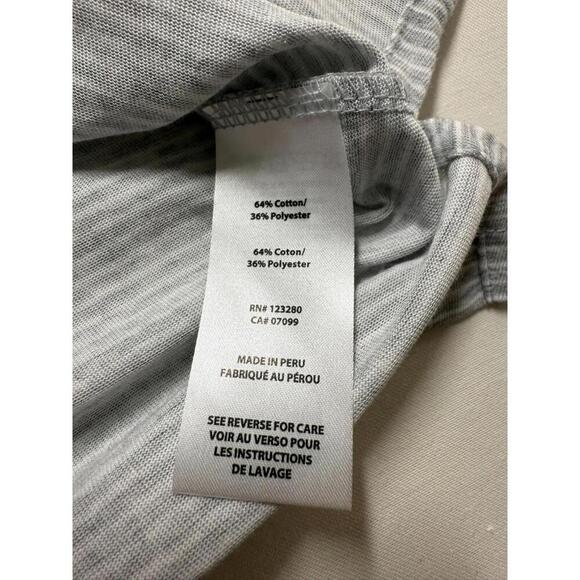 64% Cotton/
36% Polyester
64% Coton/
36% Polyester
RN# 123280
CA# 07099
MADE IN PERU
FABRIQUÉ AU PÉROU
SEE REVERSE FOR CARE
VOIR AU VERSO POUR
LES INSTRUCTIONS
DE LAVAGE